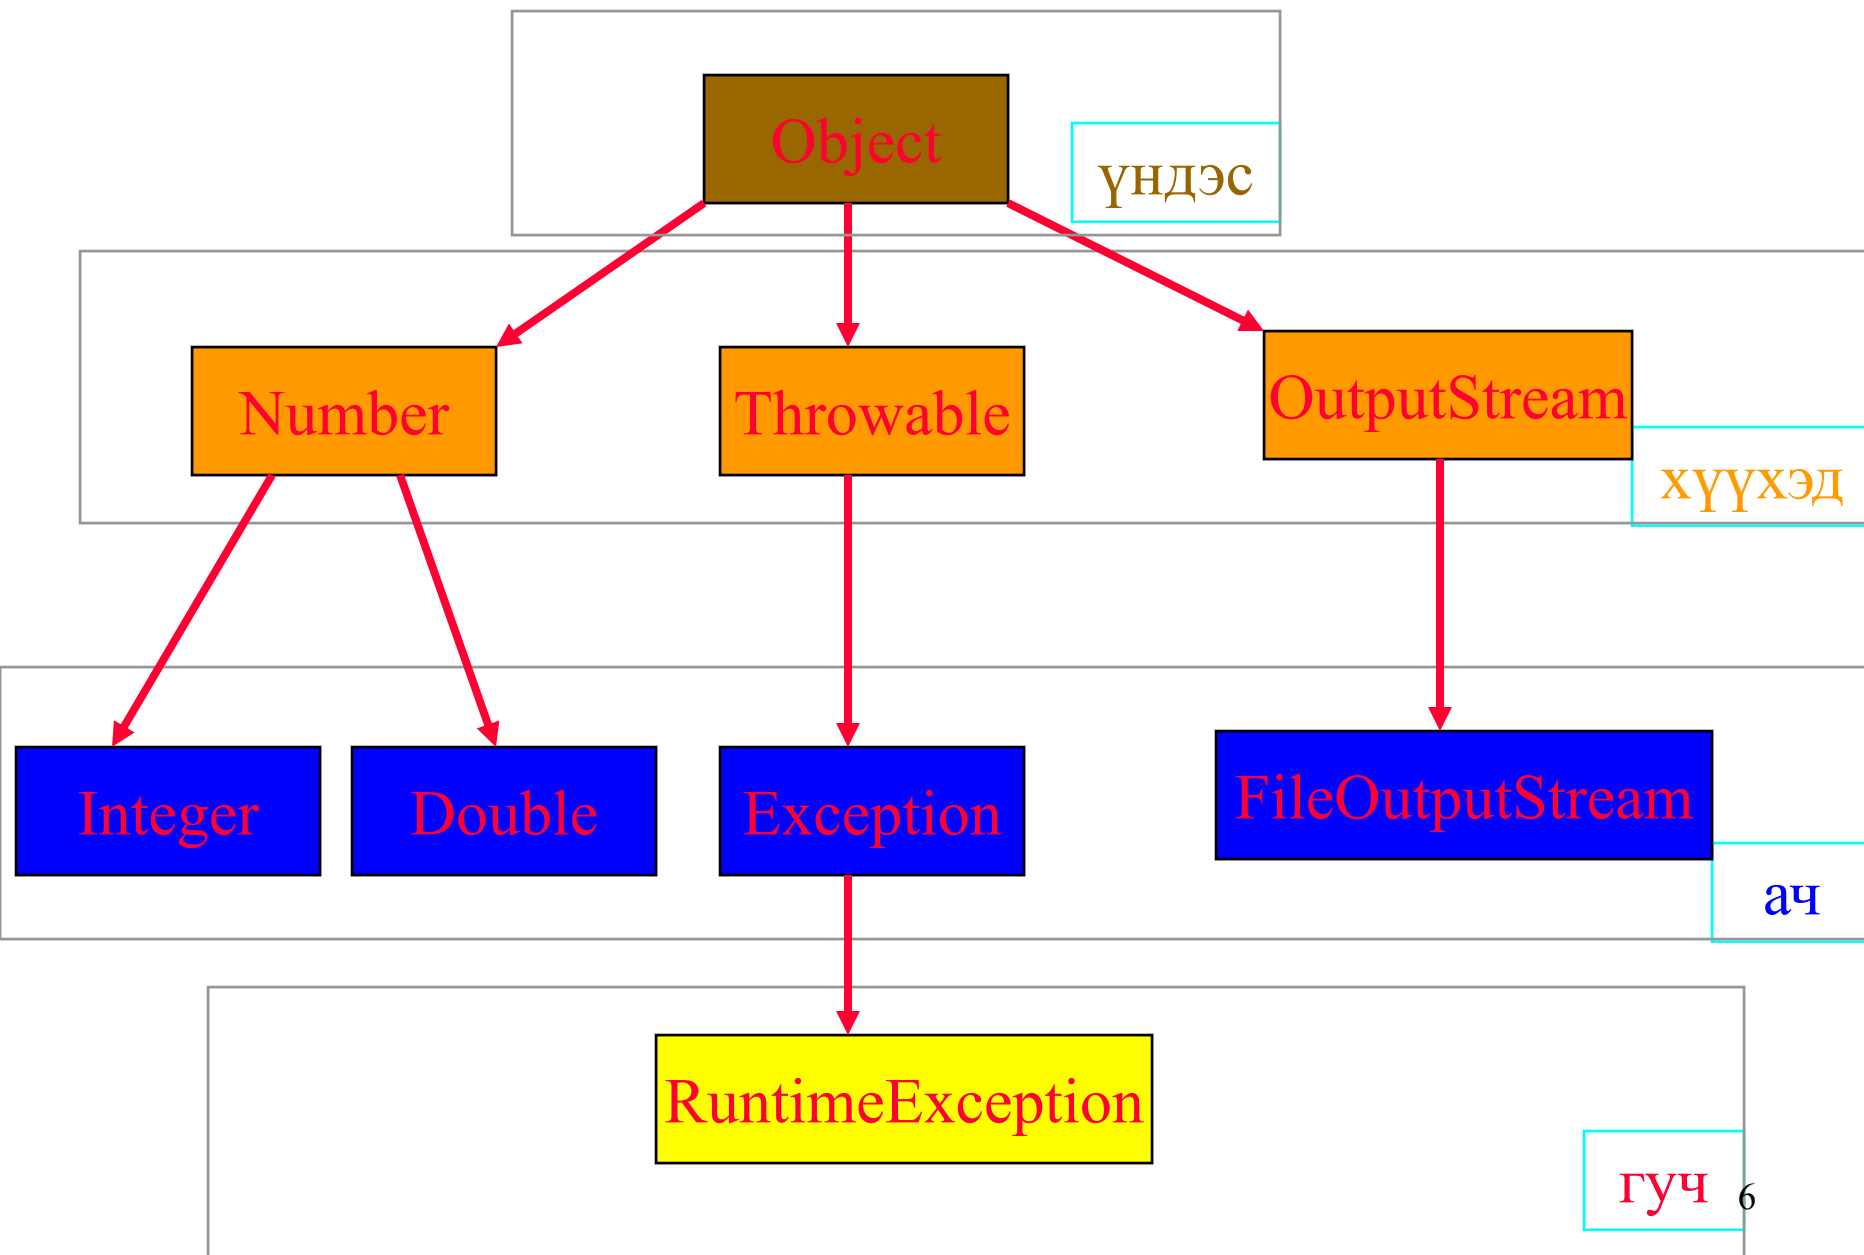 Object
үндэс
Number
Throwable
OutputStream
хүүхэд
Integer
Double
Exception
FileOutputStream
ач
RuntimeException
гуч
6